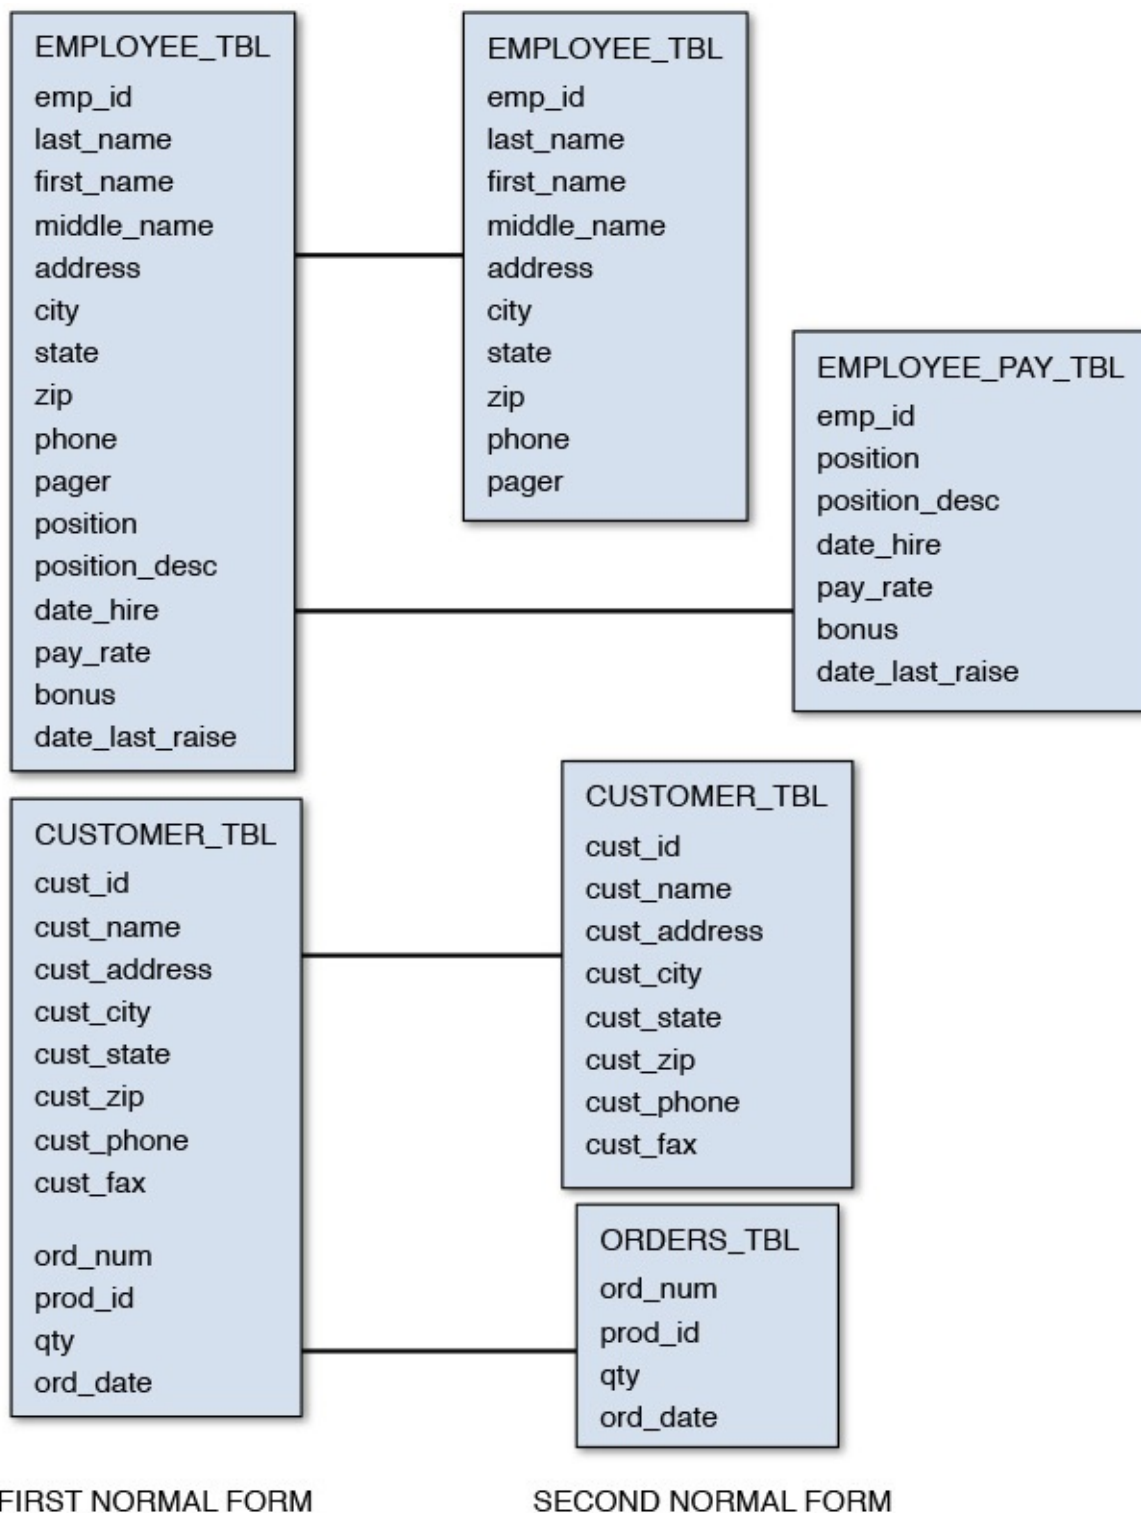 EMPLOYEE_TBL
emp_id
last_name
first_name
middle_name
address
city
state
zip
phone
pager
position
position_desc
date_hire
pay_rate
bonus
date_last_raise
EMPLOYEE_TBL
emp_id
last_name
first_name
middle_name
address
city
state
zip
phone
pager
EMPLOYEE_PAY_TBL
emp_id
position
position_desc
date_hire
pay_rate
bonus
date_last_raise
CUSTOMER_TBL
cust_id
cust_name
cust_address
cust_city
cust_state
cust_zip
cust_phone
cust_fax
ord_num
prod_id
qty
ord_date
CUSTOMER_TBL
cust_id
cust_name
cust_address
cust_city
cust_state
cust_zip
cust_phone
cust_fax
ORDERS_TBL
ord_num
prod_id
qty
ord_date
FIRST NORMAL FORM
SECOND NORMAL FORM